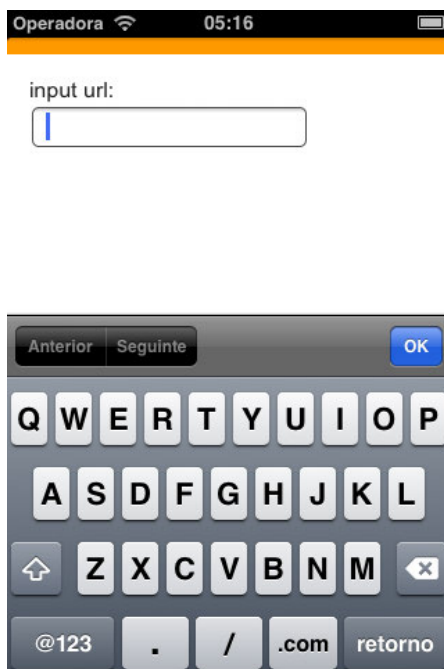 Operadora 05:16
input url:
Anterior Seguinte OK
Q W E R T Y U I O P
A S D F G H J K L
Z X C V B N M
@123 . / .com retorno